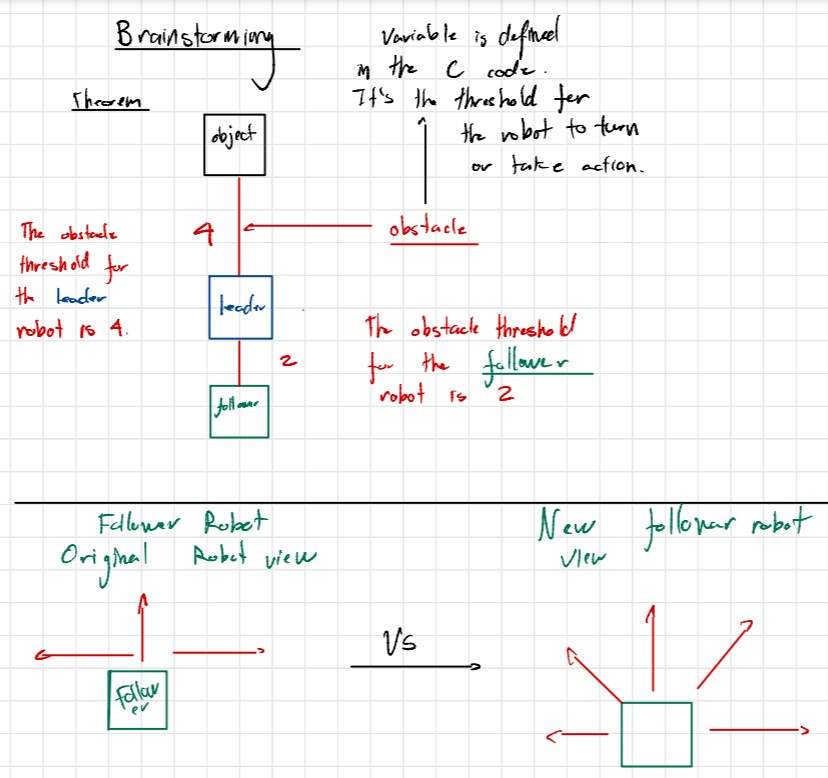 Brainstorming
Variable is defined
in the C code.
It's the threshold for
the robot to turn
or take action.
Theorem
object
4
obstacle
The obstacle
threshold for
the leader
robot is 4.
leader
2
The obstacle threshold
for the follower
robot is 2
follower
Follower Robot
Original Robot view
New follower robot
view
Vs
Follow
er